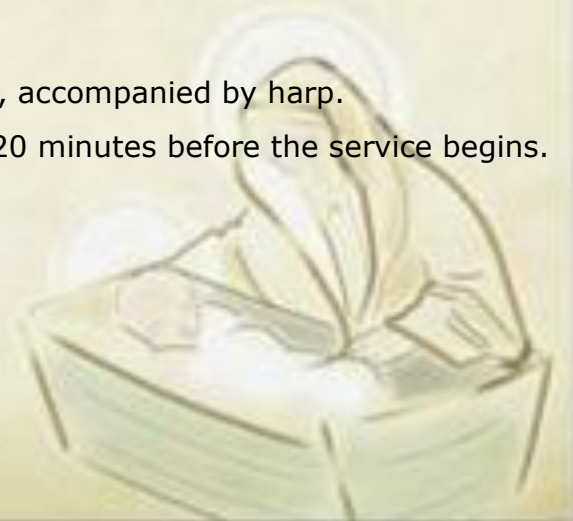 , accompanied by harp.
20 minutes before the service begins.